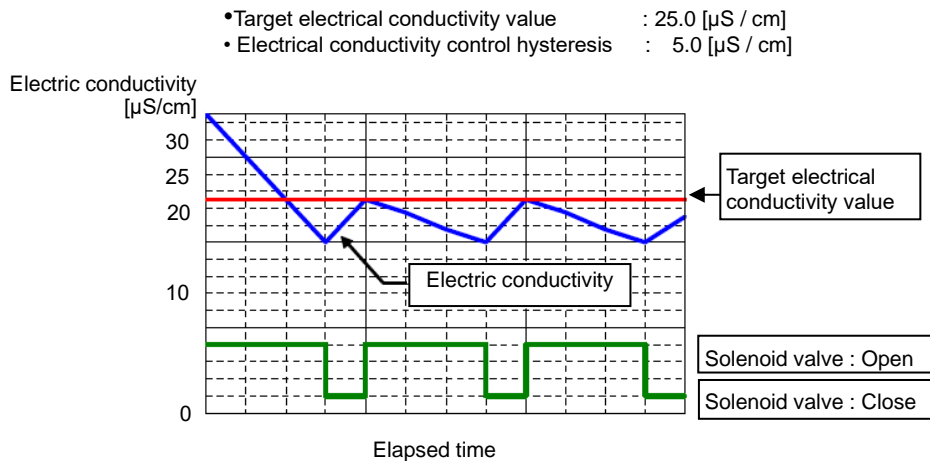 •Target electrical conductivity value : 25.0 [µS / cm]
• Electrical conductivity control hysteresis : 5.0 [µS / cm]
Electric conductivity
[µS/cm]
30
25
20
10
0
Target electrical
conductivity value
Electric conductivity
Solenoid valve : Open
Solenoid valve : Close
Elapsed time